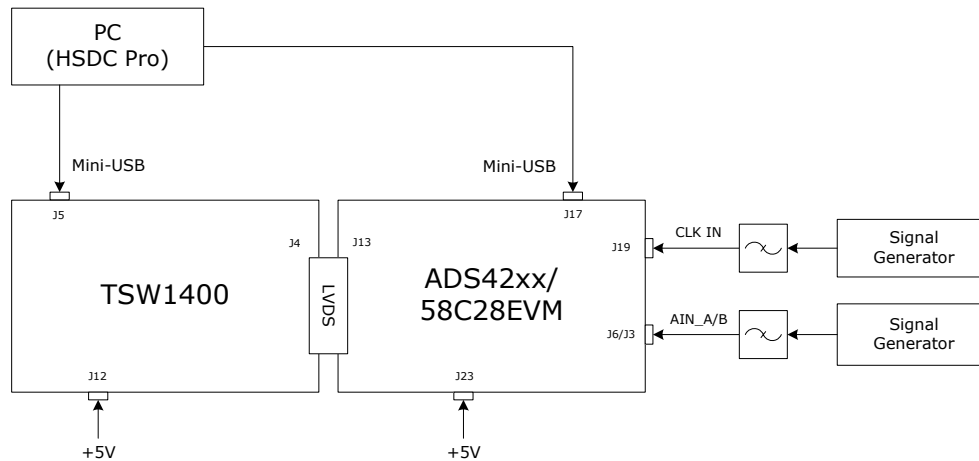 PC
(HSDC Pro)
Mini-USB
Mini-USB
J5
J17
J4
J13
J19
CLK IN
Signal
Generator
TSW1400
LVDS
ADS42xx/
58C28EVM
J6/J3
AIN_A/B
Signal
Generator
J12
J23
+5V
+5V